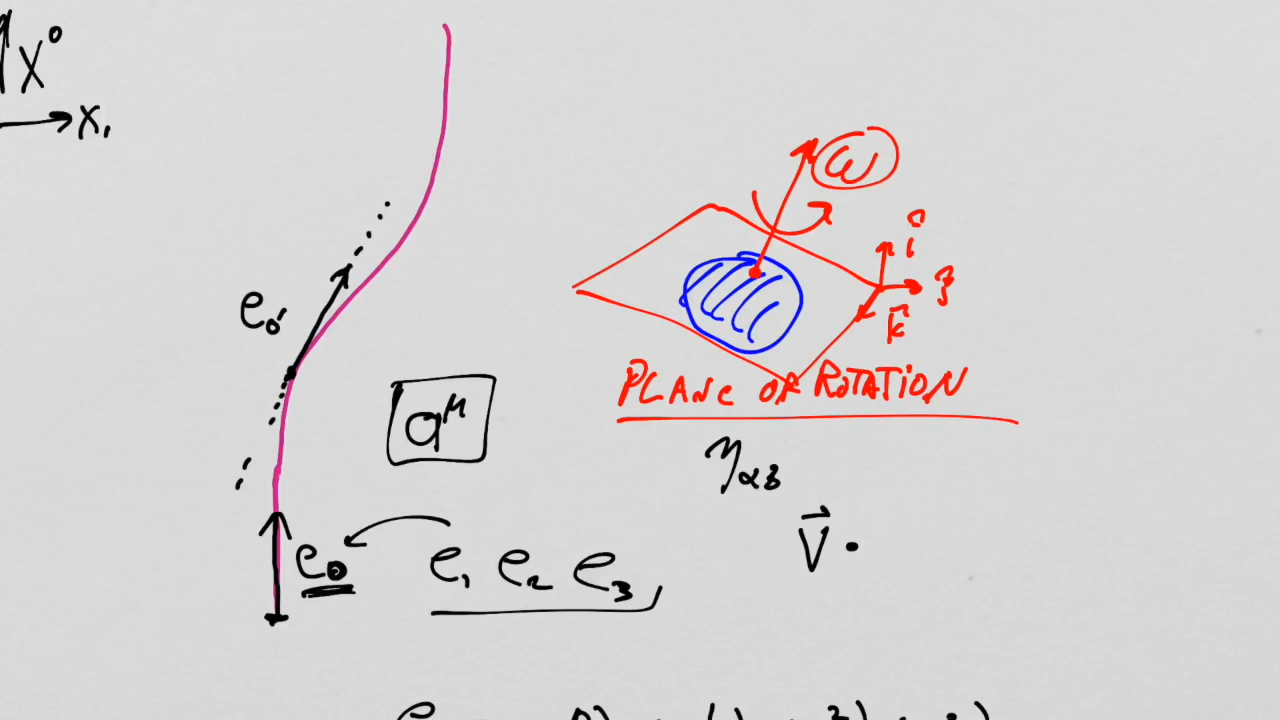 x⁰
x₁
ω
î
ĵ
k̂
e₀'
PLANE OF ROTATION
a^μ
η_αβ
V⃗ ·
e₀ e₁ e₂ e₃